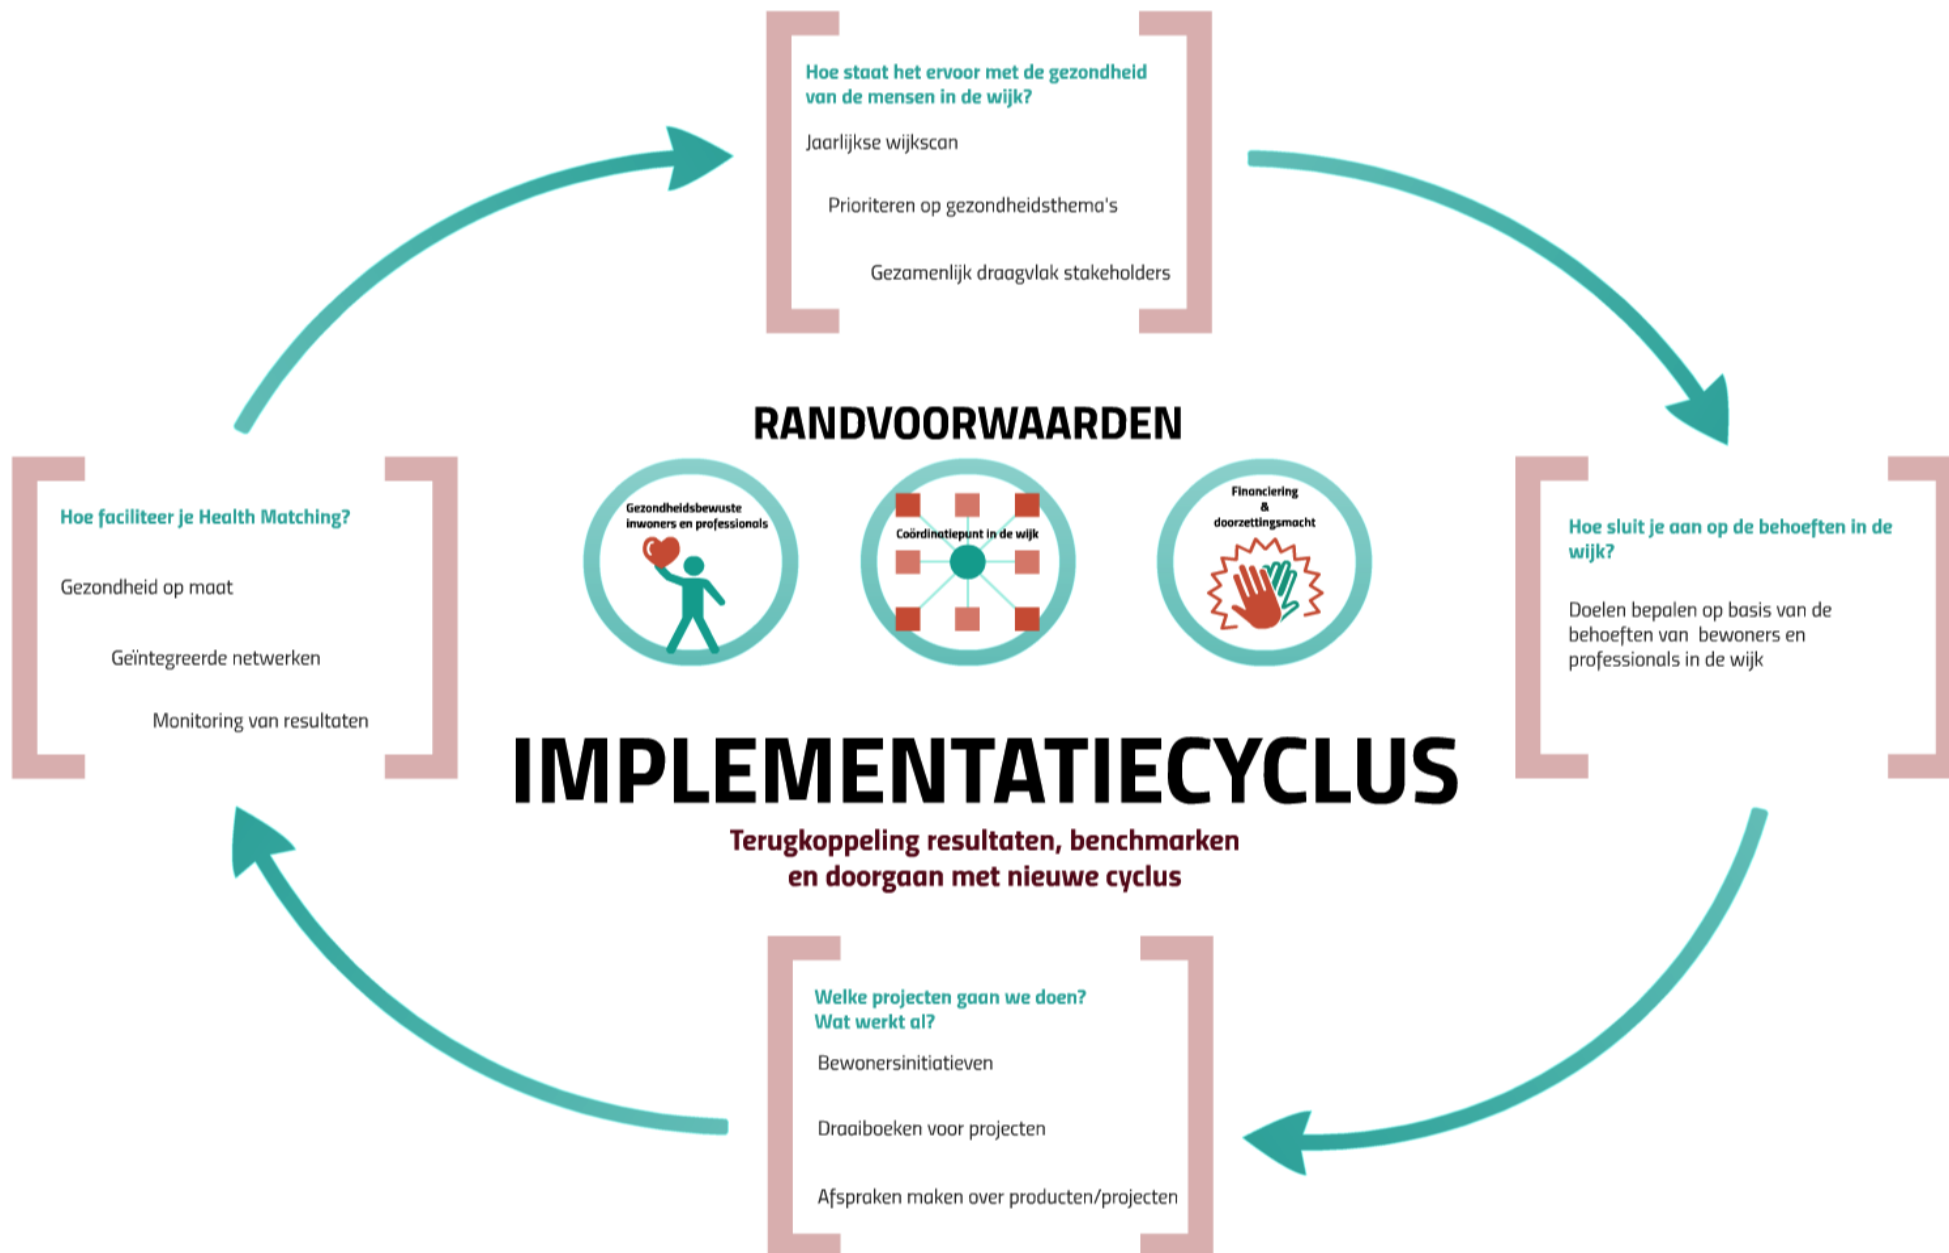 Hoe staat het ervoor met de gezondheid
van de mensen in de wijk?
Jaarlijkse wijkscan
Prioriteren op gezondheidsthema's
Gezamenlijk draagvlak stakeholders
RANDVOORWAARDEN
Gezondheidsbewuste
inwoners en professionals
Coördinatiepunt in de wijk
Financiering
&
doorzettingsmacht
Hoe faciliteer je Health Matching?
Gezondheid op maat
Geïntegreerde netwerken
Monitoring van resultaten
Hoe sluit je aan op de behoeften in de
wijk?
Doelen bepalen op basis van de
behoeften van  bewoners en
professionals in de wijk
IMPLEMENTATIECYCLUS
Terugkoppeling resultaten, benchmarken
en doorgaan met nieuwe cyclus
Welke projecten gaan we doen?
Wat werkt al?
Bewonersinitiatieven
Draaiboeken voor projecten
Afspraken maken over producten/projecten